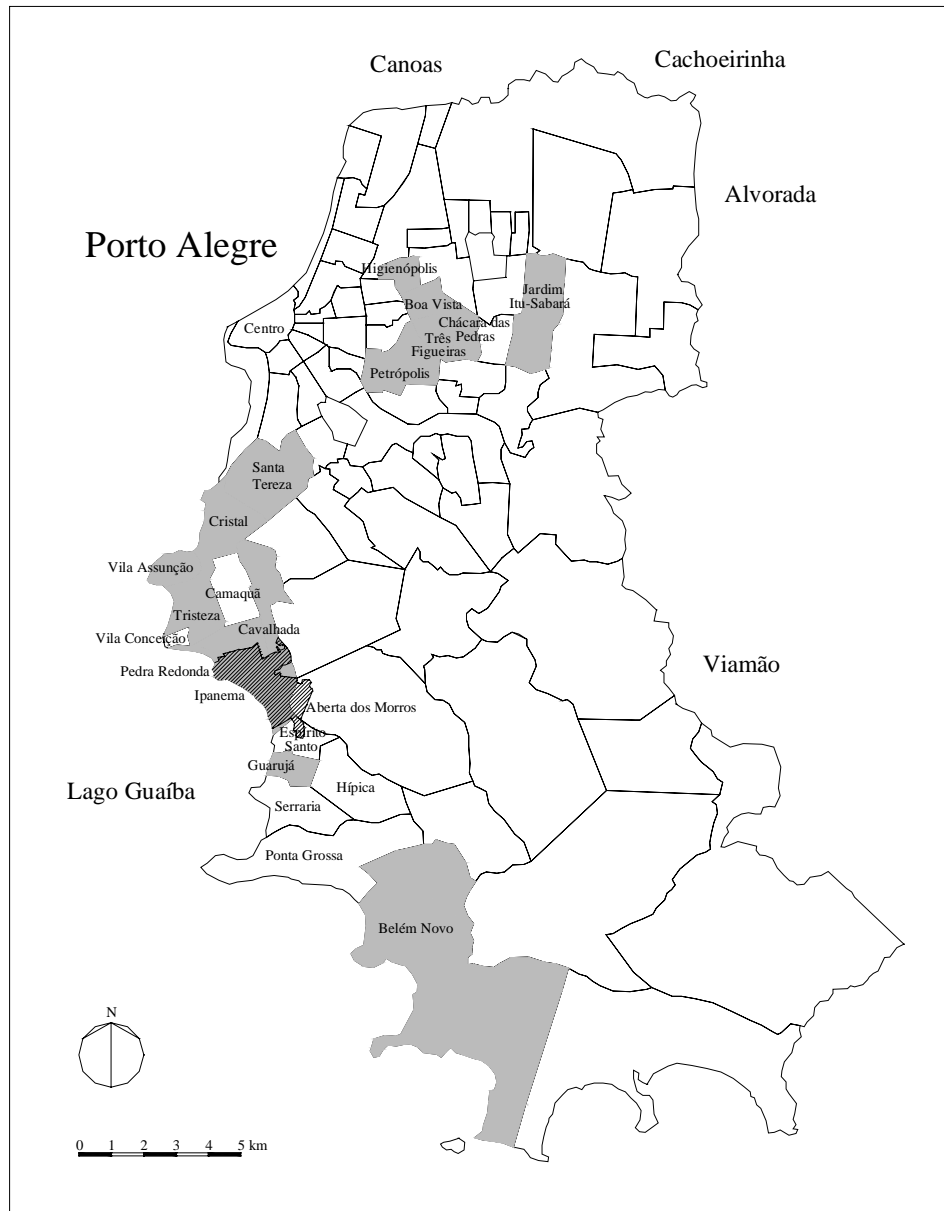 Canoas
Cachoeirinha
Alvorada
Porto Alegre
Higienópolis
Jardim
Itu-Sabará
Boa Vista
Chácara das
Pedras
Centro
Três
Figueiras
Petrópolis
Santa
Tereza
Cristal
Vila Assunção
Camaquã
Tristeza
Cavalhada
Vila Conceição
Pedra Redonda
Viamão
Ipanema
Aberta dos Morros
Espírito
Santo
Guarujá
Lago Guaíba
Hípica
Serraria
Ponta Grossa
Belém Novo
N
0 1 2 3 4 5 km